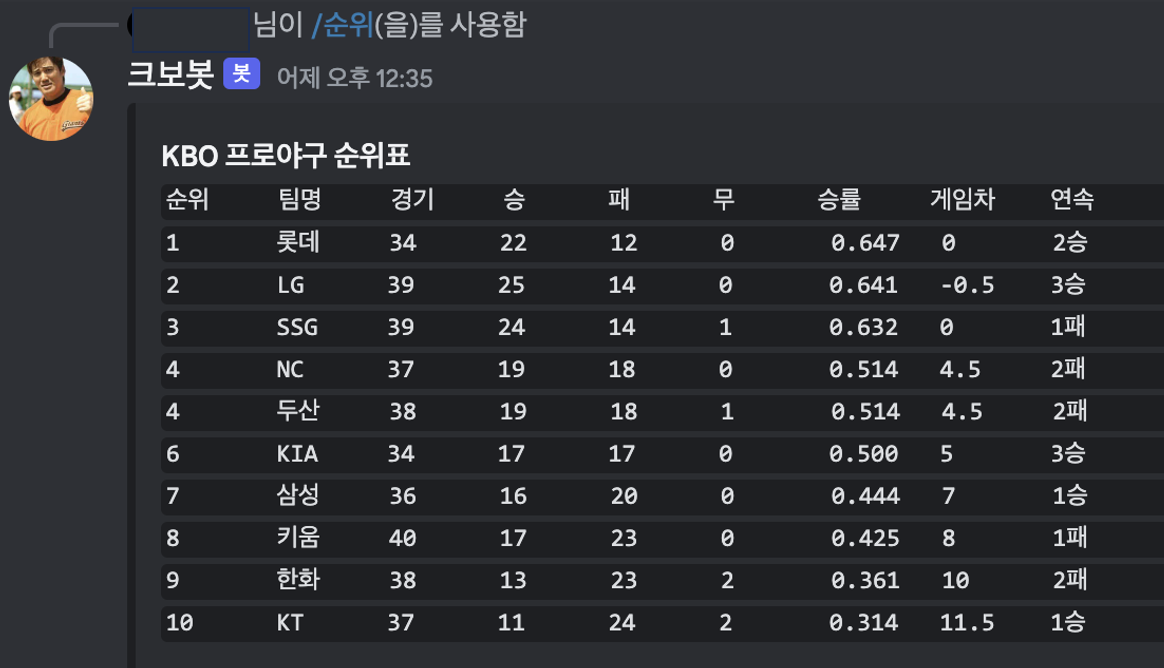 님이 /순위(을)를 사용함
크보봇 봇 어제 오후 12:35
KBO 프로야구 순위표
순위 팀명 경기 승 패 무 승률 게임차 연속
1 롯데 34 22 12 0 0.647 0 2승
2 LG 39 25 14 0 0.641 -0.5 3승
3 SSG 39 24 14 1 0.632 0 1패
4 NC 37 19 18 0 0.514 4.5 2패
4 두산 38 19 18 1 0.514 4.5 2패
6 KIA 34 17 17 0 0.500 5 3승
7 삼성 36 16 20 0 0.444 7 1승
8 키움 40 17 23 0 0.425 8 1패
9 한화 38 13 23 2 0.361 10 2패
10 KT 37 11 24 2 0.314 11.5 1승